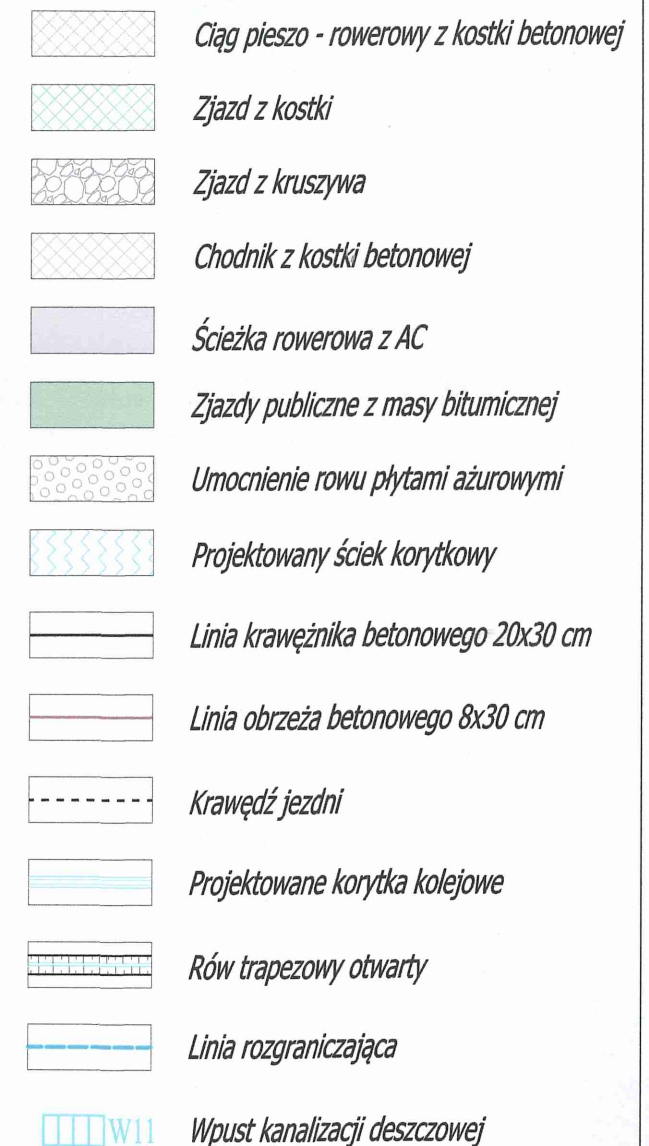 Ciąg pieszo - rowerowy z kostki betonowej
Zjazd z kostki
Zjazd z kruszywa
Chodnik z kostki betonowej
Ścieżka rowerowa z AC
Zjazdy publiczne z masy bitumicznej
Umocnienie rowu płytami ażurowymi
Projektowany ściek korytkowy
Linia krawężnika betonowego 20x30 cm
Linia obrzeża betonowego 8x30 cm
Krawędź jezdni
Projektowane korytka kolejowe
Rów trapezowy otwarty
Linia rozgraniczająca
W11 Wpust kanalizacji deszczowej